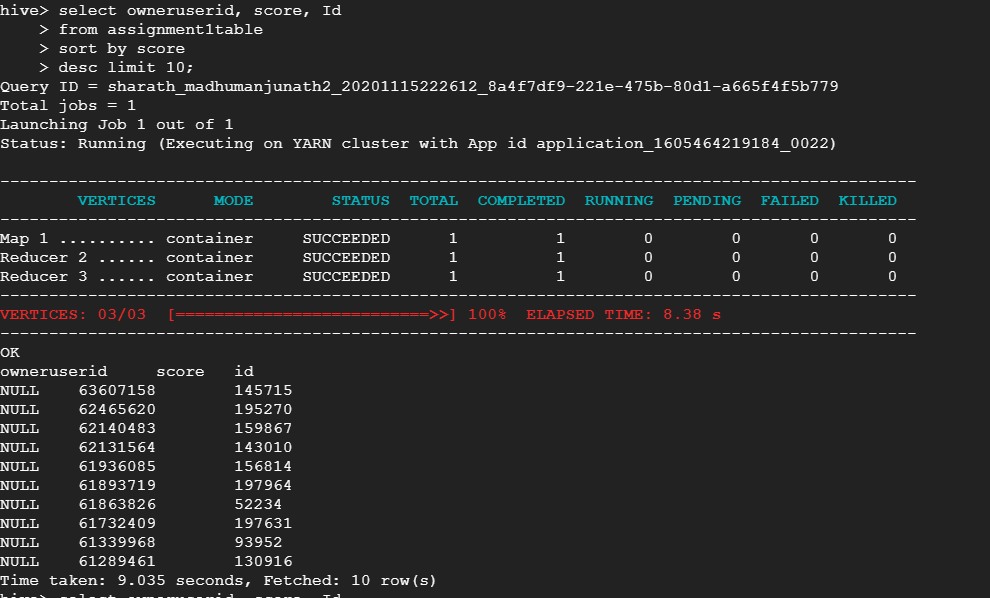 hive> select owneruserid, score, Id
    > from assignment1table
    > sort by score
    > desc limit 10;
Query ID = sharath_madhumanjunath2_20201115222612_8a4f7df9-221e-475b-80d1-a665f4f5b779
Total jobs = 1
Launching Job 1 out of 1
Status: Running (Executing on YARN cluster with App id application_1605464219184_0022)
----------------------------------------------------------------------------------------------
        VERTICES      MODE        STATUS  TOTAL  COMPLETED  RUNNING  PENDING  FAILED  KILLED
----------------------------------------------------------------------------------------------
Map 1 .......... container     SUCCEEDED      1          1        0        0       0       0
Reducer 2 ...... container     SUCCEEDED      1          1        0        0       0       0
Reducer 3 ...... container     SUCCEEDED      1          1        0        0       0       0
----------------------------------------------------------------------------------------------
VERTICES: 03/03  [==========================>>] 100%  ELAPSED TIME: 8.38 s
----------------------------------------------------------------------------------------------
OK
owneruserid     score   id
NULL    63607158        145715
NULL    62465620        195270
NULL    62140483        159867
NULL    62131564        143010
NULL    61936085        156814
NULL    61893719        197964
NULL    61863826        52234
NULL    61732409        197631
NULL    61339968        93952
NULL    61289461        130916
Time taken: 9.035 seconds, Fetched: 10 row(s)
hive> select owneruserid, score, Id